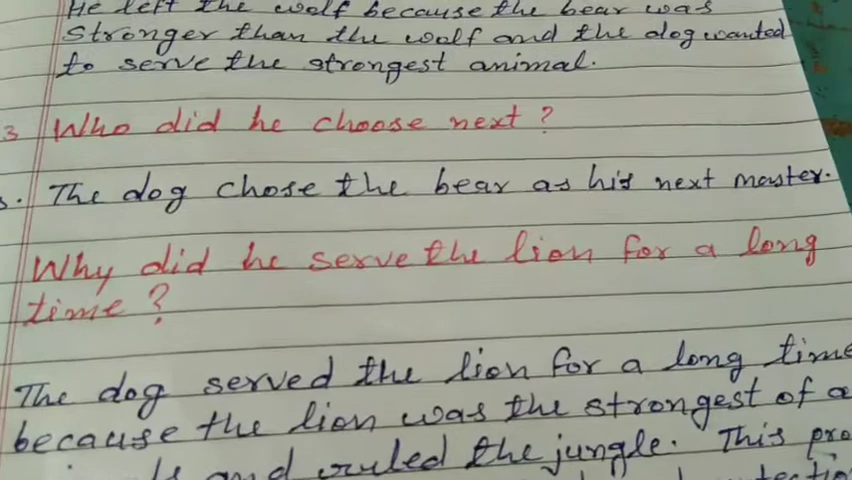 He left the wolf because the bear was
stronger than the wolf and the dog wanted
to serve the strongest animal.
3 Who did he choose next?
. The dog chose the bear as his next master.
Why did he serve the lion for a long
time?
The dog served the lion for a long time
because the lion was the strongest of a
and ruled the jungle. This pro